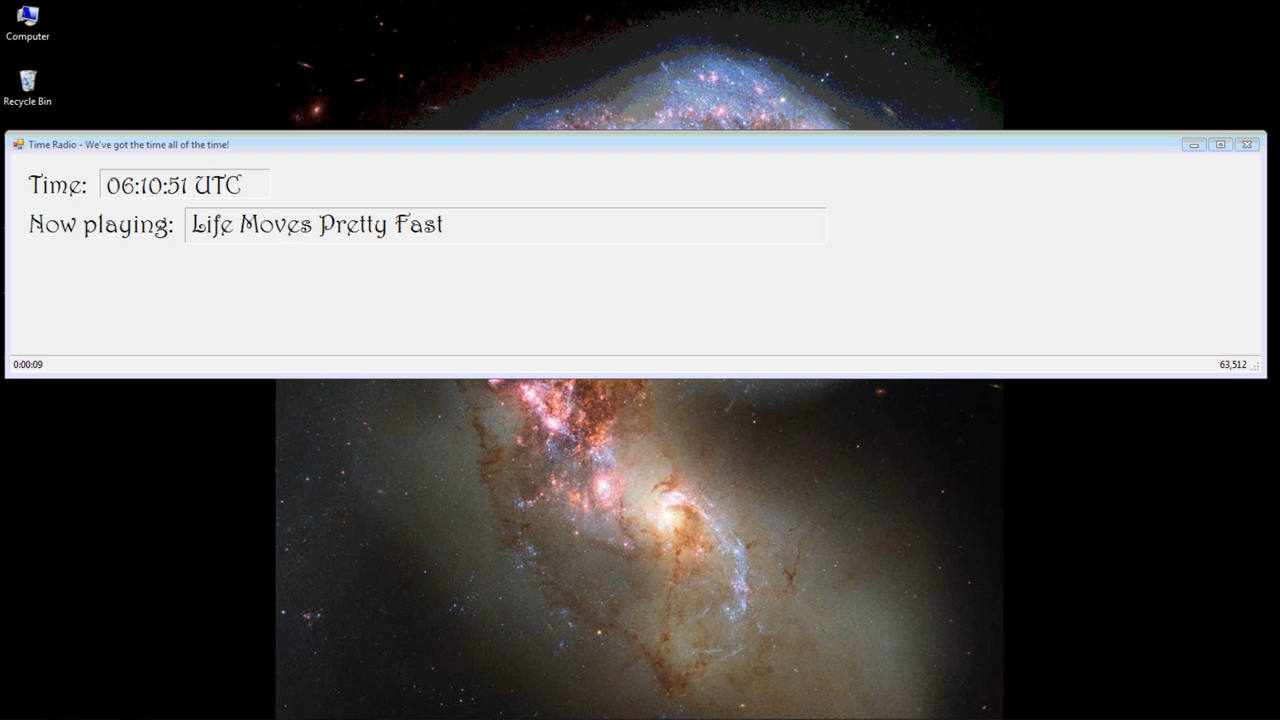 Computer
Recycle Bin
Time Radio - We've got the time all of the time!
Time: 06:10:51 UTC
Now playing: Life Moves Pretty Fast
0:00:09 63,512